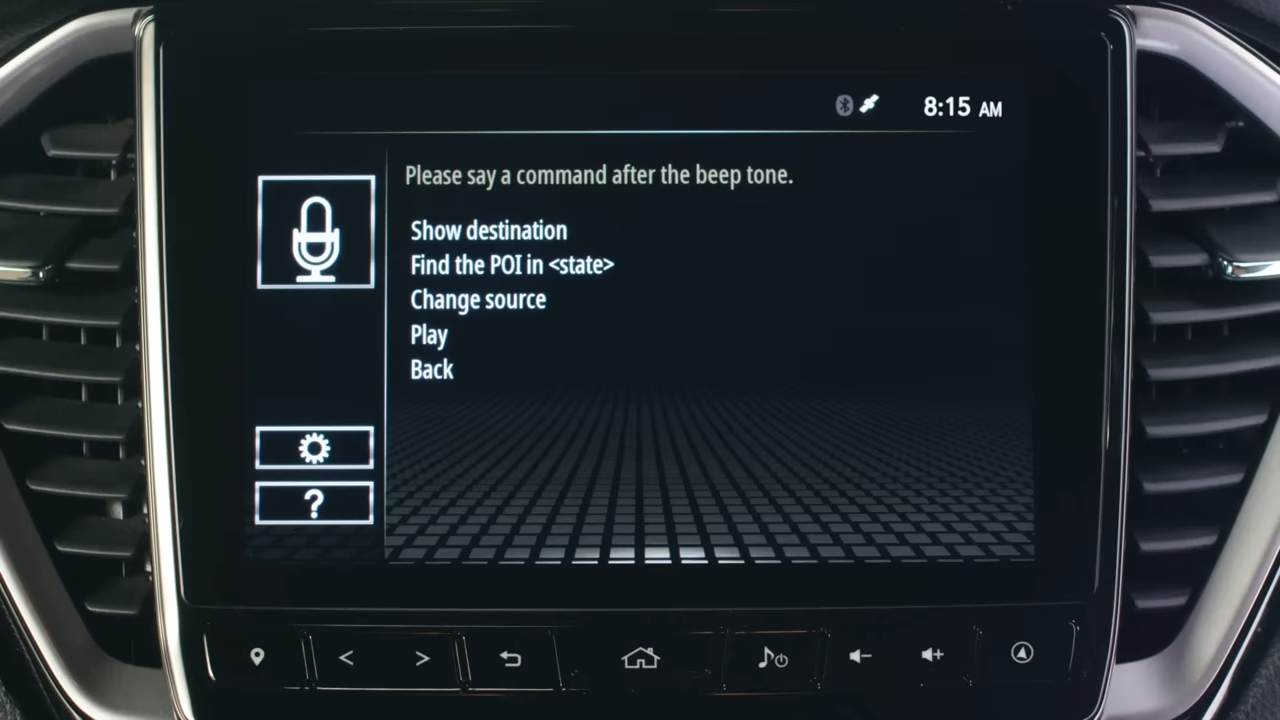 8:15 AM
Please say a command after the beep tone.
Show destination
Find the POI in <state>
Change source
Play
Back
?